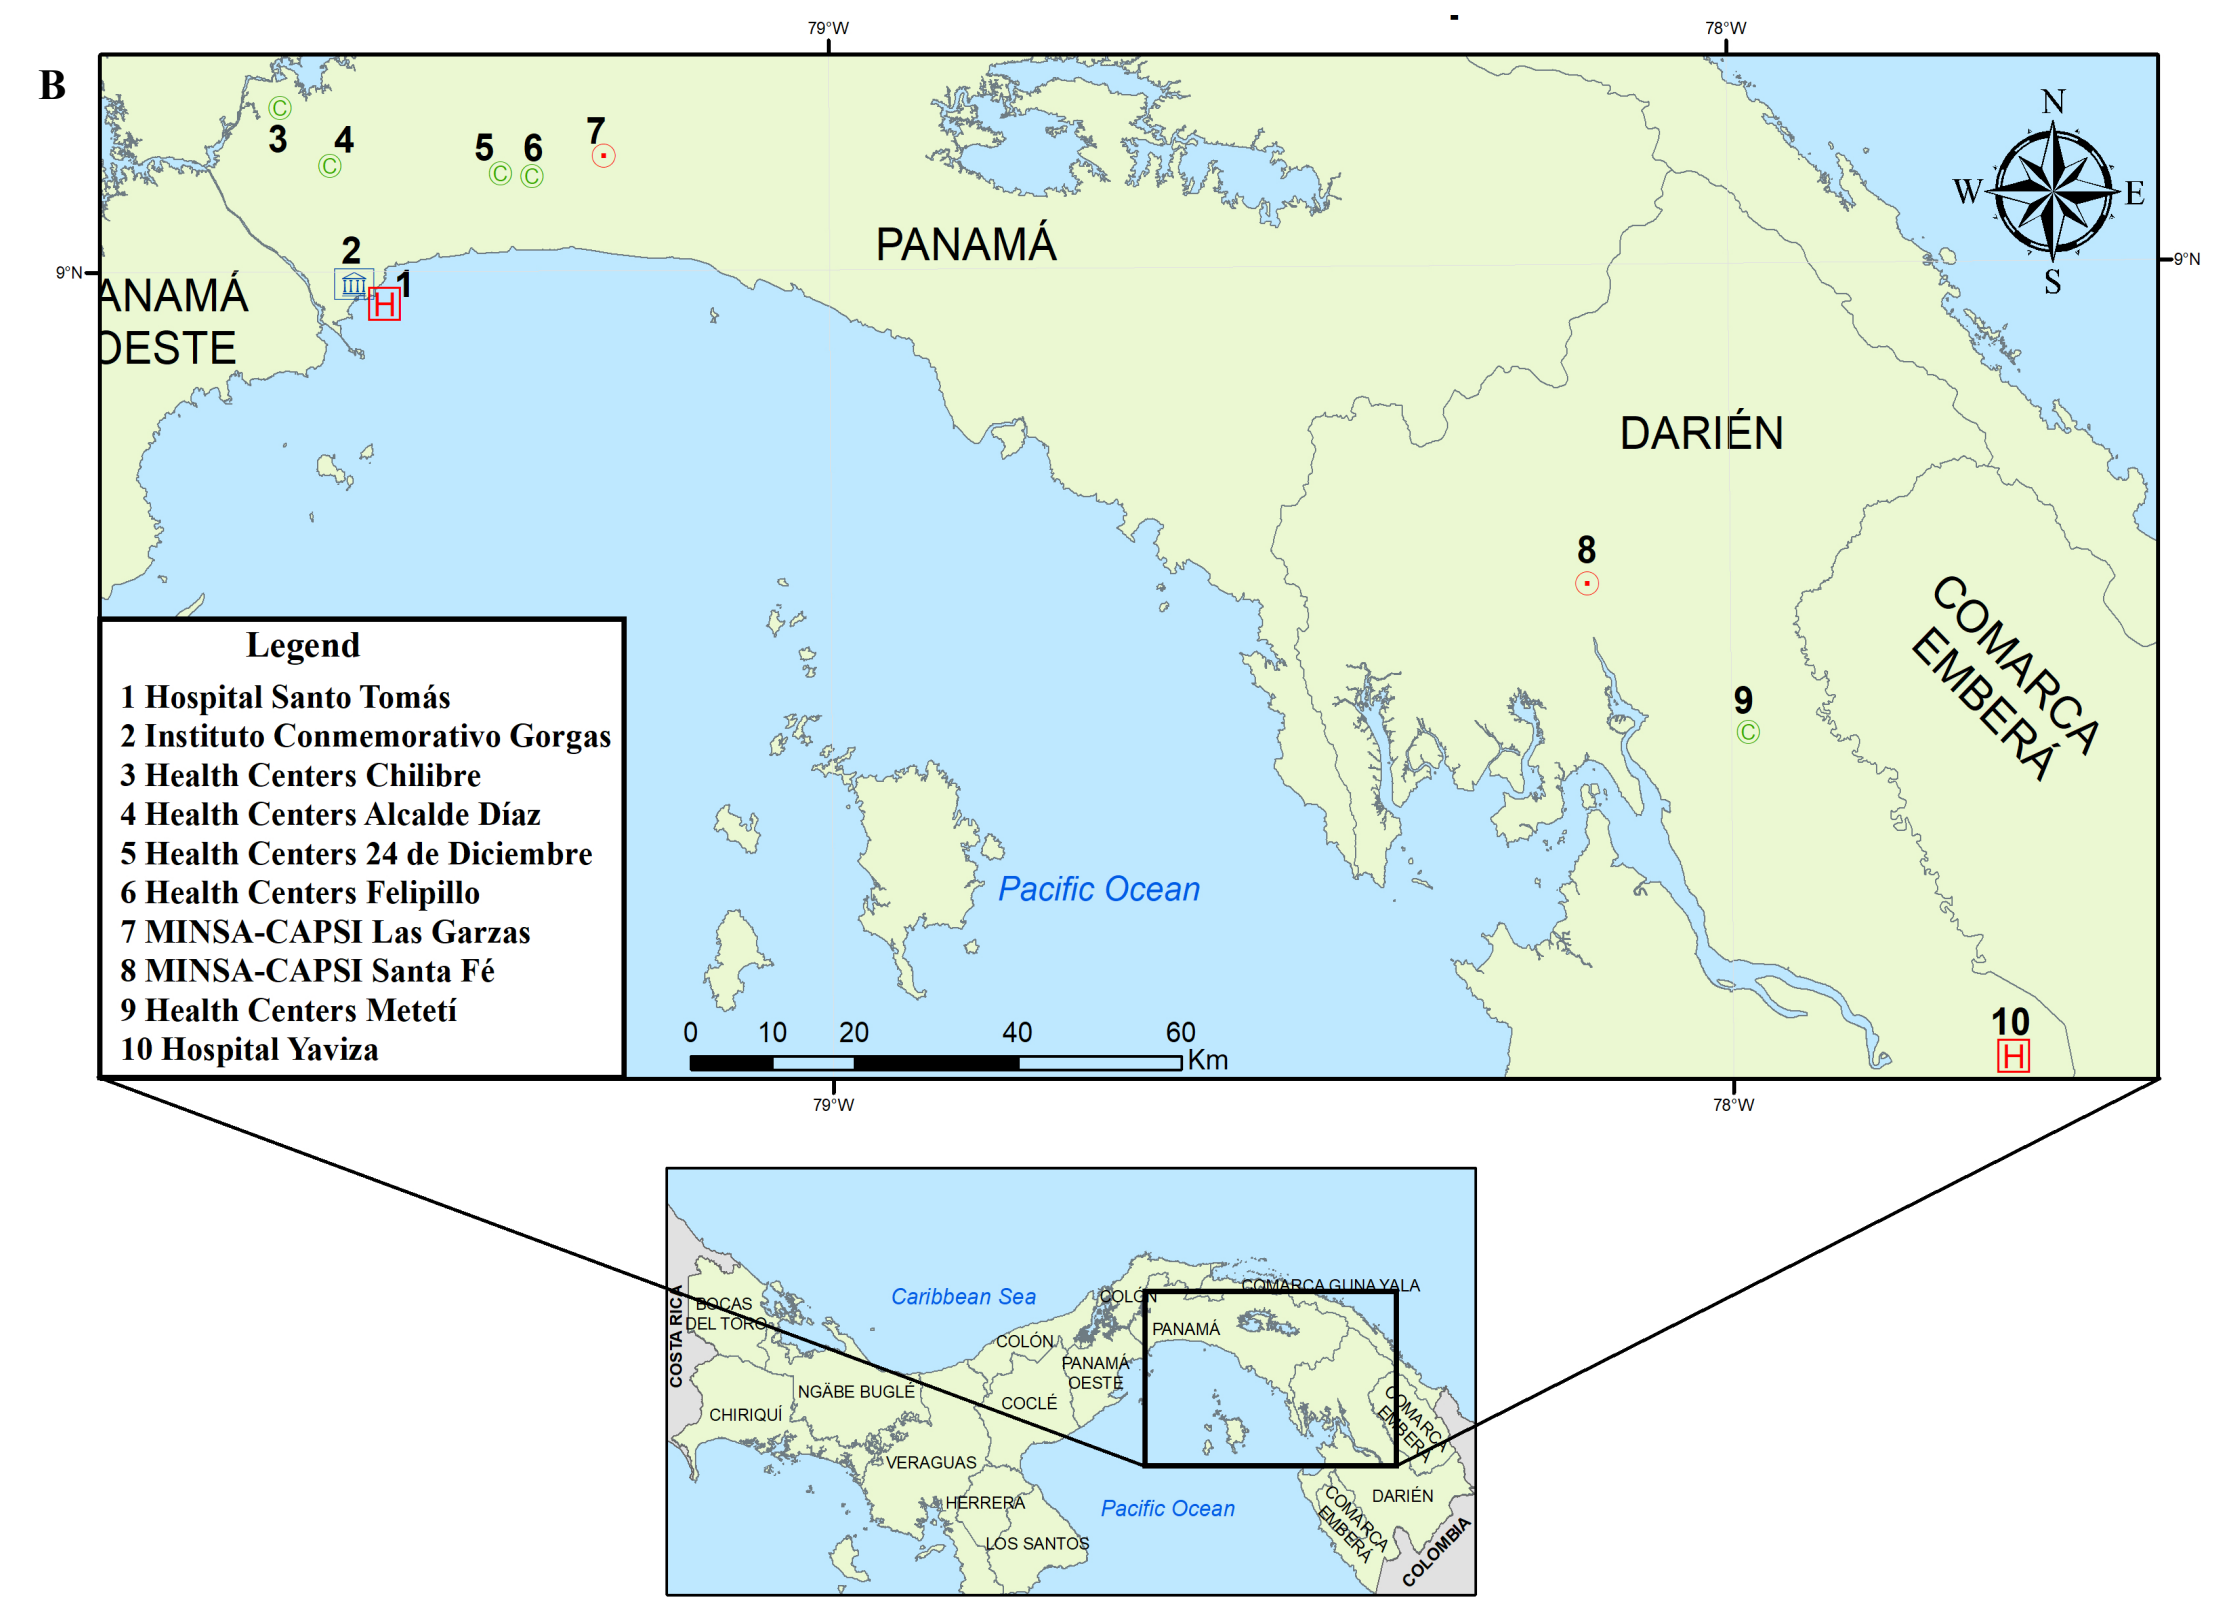 79°W
78°W
B
N
W
E
S
3
4
5
6
7
C
C
C
C
PANAMÁ
2
1
H
9°N
9°N
ANAMÁ
OESTE
DARIÉN
8
COMARCA
EMBERÁ
9
C
Legend
1 Hospital Santo Tomás
2 Instituto Conmemorativo Gorgas
3 Health Centers Chilibre
4 Health Centers Alcalde Díaz
5 Health Centers 24 de Diciembre
6 Health Centers Felipillo
7 MINSA-CAPSI Las Garzas
8 MINSA-CAPSI Santa Fé
9 Health Centers Metetí
10 Hospital Yaviza
Pacific Ocean
0 10 20 40 60
Km
10
H
79°W
78°W
COSTA RICA
BOCAS
DEL TORO
Caribbean Sea
COMARCA GUNA YALA
COLÓN
PANAMÁ
COLÓN
PANAMÁ
OESTE
NGÄBE BUGLÉ
COCLÉ
CHIRIQUÍ
COMARCA
EMBERÁ
VERAGUAS
HERRERA
LOS SANTOS
Pacific Ocean
DARIÉN
COMARCA
EMBERÁ
COLOMBIA